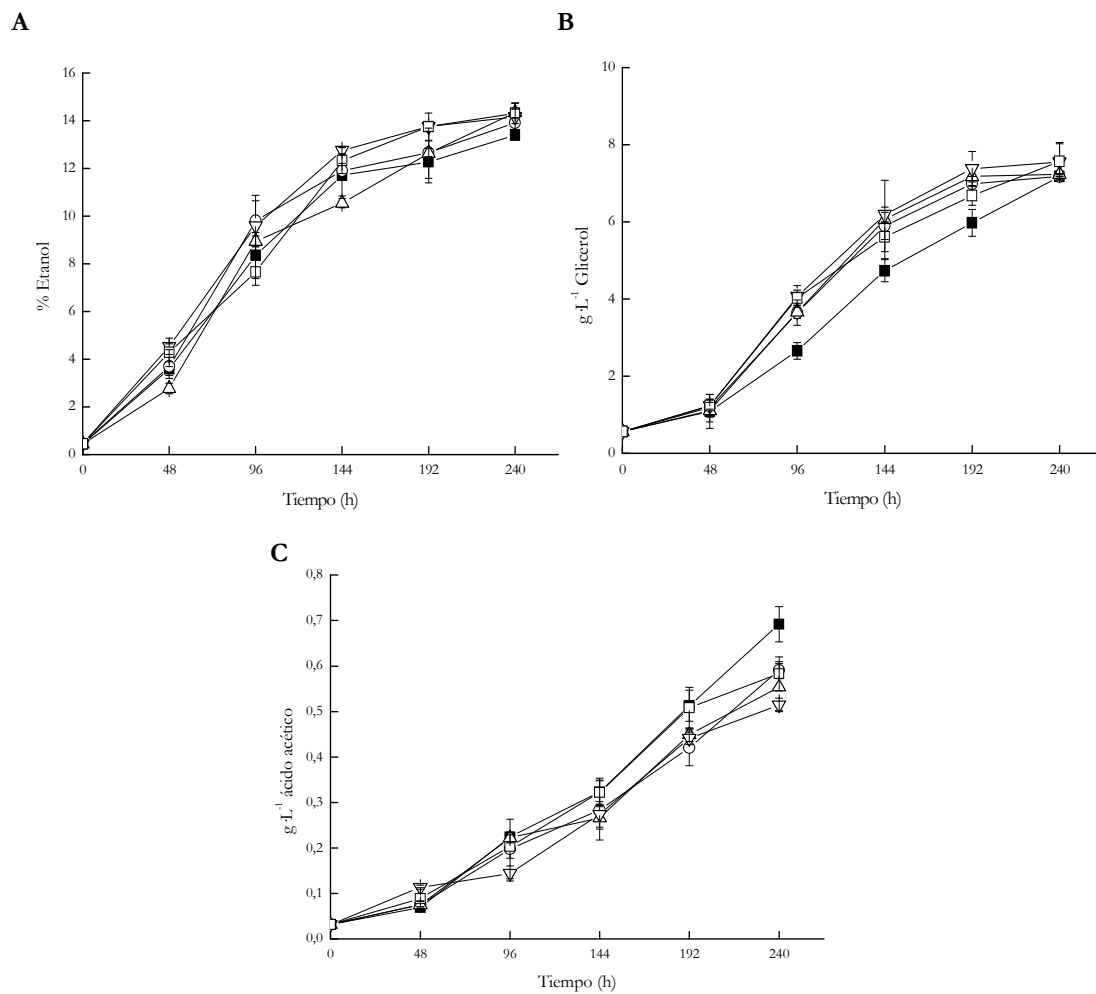 A
16
14
12
10
8
6
4
2
0
% Etanol
0 48 96 144 192 240
Tiempo (h)
B
10
8
6
4
2
0
g·L⁻¹ Glicerol
0 48 96 144 192 240
Tiempo (h)
C
0,8
0,7
0,6
0,5
0,4
0,3
0,2
0,1
0,0
g·L⁻¹ ácido acético
0 48 96 144 192 240
Tiempo (h)